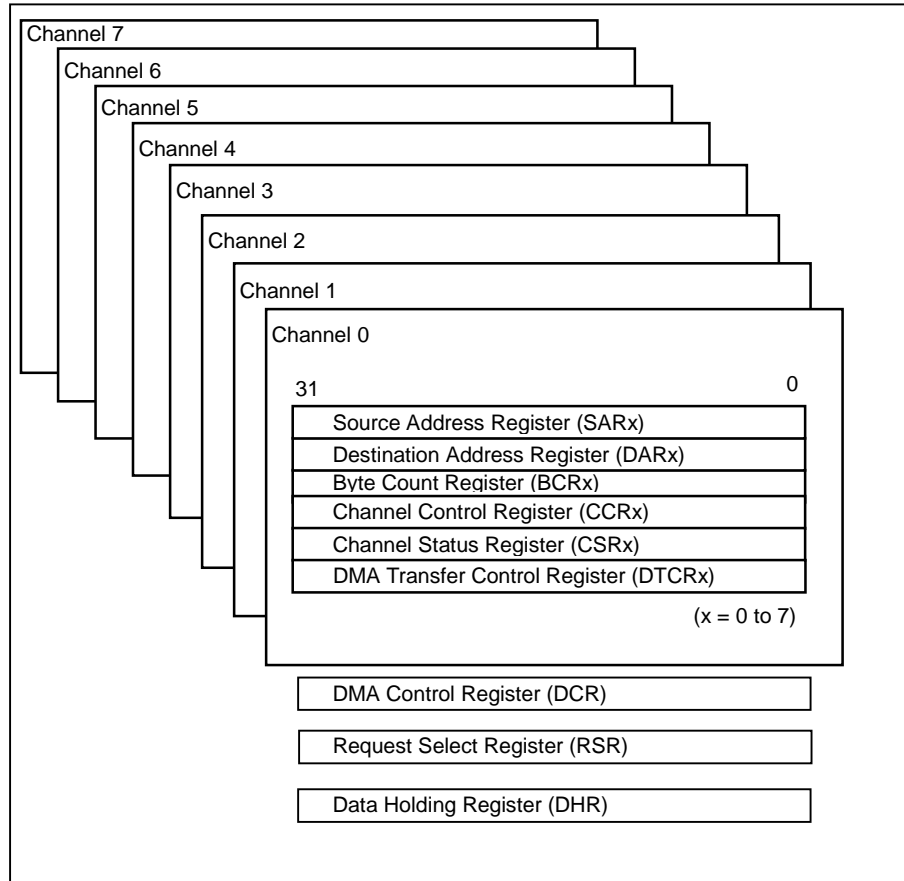 Channel 7
Channel 6
Channel 5
Channel 4
Channel 3
Channel 2
Channel 1
Channel 0
31 0
Source Address Register (SARx)
Destination Address Register (DARx)
Byte Count Register (BCRx)
Channel Control Register (CCRx)
Channel Status Register (CSRx)
DMA Transfer Control Register (DTCRx)
(x = 0 to 7)
DMA Control Register (DCR)
Request Select Register (RSR)
Data Holding Register (DHR)